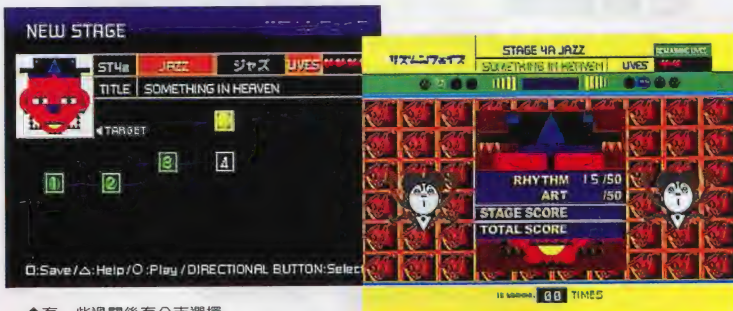 NEW STAGE
ST4a JAZZ ジャズ LIVES
TITLE SOMETHING IN HEAVEN
◀TARGET
3 4
1 2
□:Save/△:Help/○:Play/DIRECTIONAL BUTTON:Select
STAGE 4A JAZZ REMAINING LIVES
SOMETHING IN HEAVEN LIVES
RHYTHM 15/50
ART /50
STAGE SCORE
TOTAL SCORE
00 TIMES